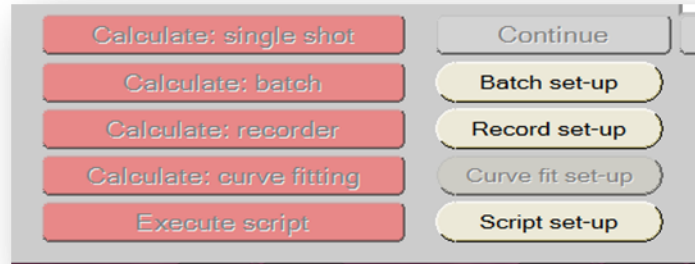 Calculate: single shot Continue
Calculate: batch Batch set-up
Calculate: recorder Record set-up
Calculate: curve fitting Curve fit set-up
Execute script Script set-up